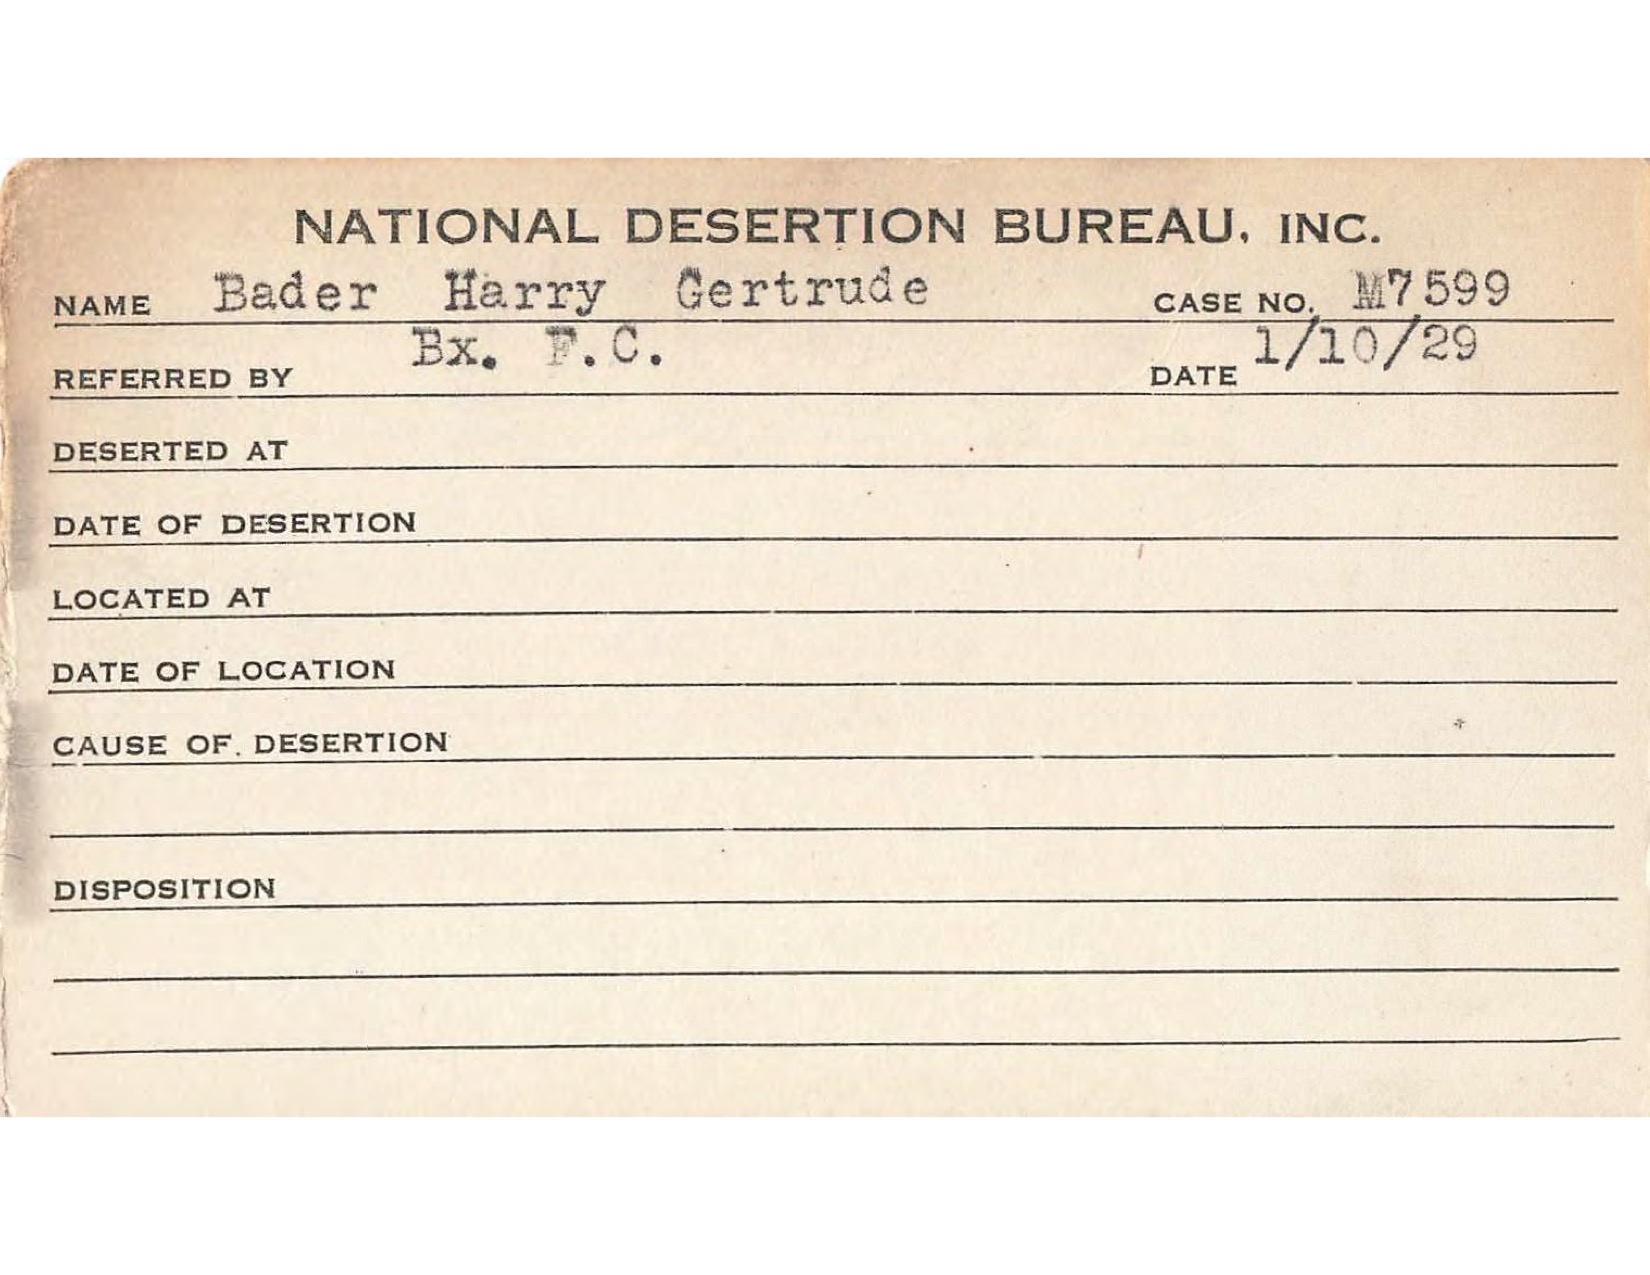 NATIONAL DESERTION BUREAU, INC.
NAME Bader Harry Gertrude CASE NO. M7599
REFERRED BY Bx. F.C. DATE 1/10/29
DESERTED AT
DATE OF DESERTION
LOCATED AT
DATE OF LOCATION
CAUSE OF DESERTION
DISPOSITION